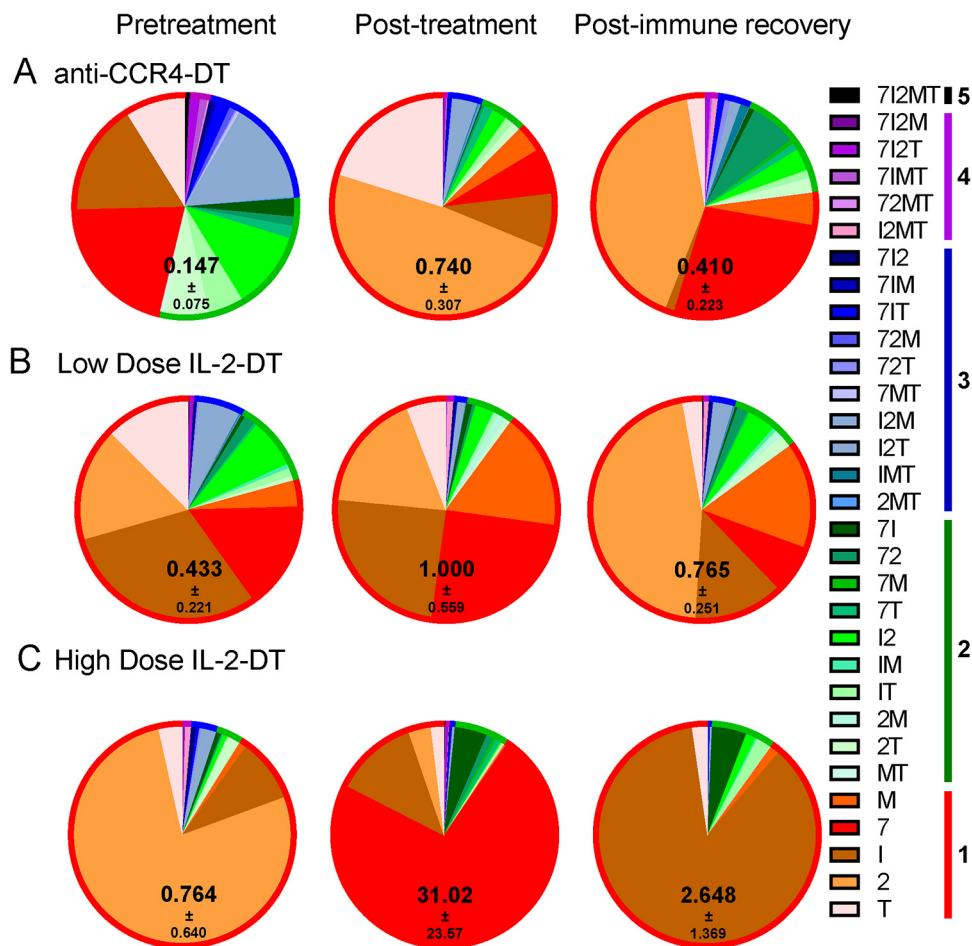 Pretreatment Post-treatment Post-immune recovery
A anti-CCR4-DT
0.147
±
0.075
0.740
±
0.307
0.410
±
0.223
B Low Dose IL-2-DT
0.433
±
0.221
1.000
±
0.559
0.765
±
0.251
C High Dose IL-2-DT
0.764
±
0.640
31.02
±
23.57
2.648
±
1.369
7I2MT
7I2M
7I2T
7IMT
72MT
I2MT
7I2
7IM
7IT
72M
72T
7MT
I2M
I2T
IMT
2MT
7I
72
7M
7T
I2
IM
IT
2M
2T
MT
M
7
I
2
T
5
4
3
2
1